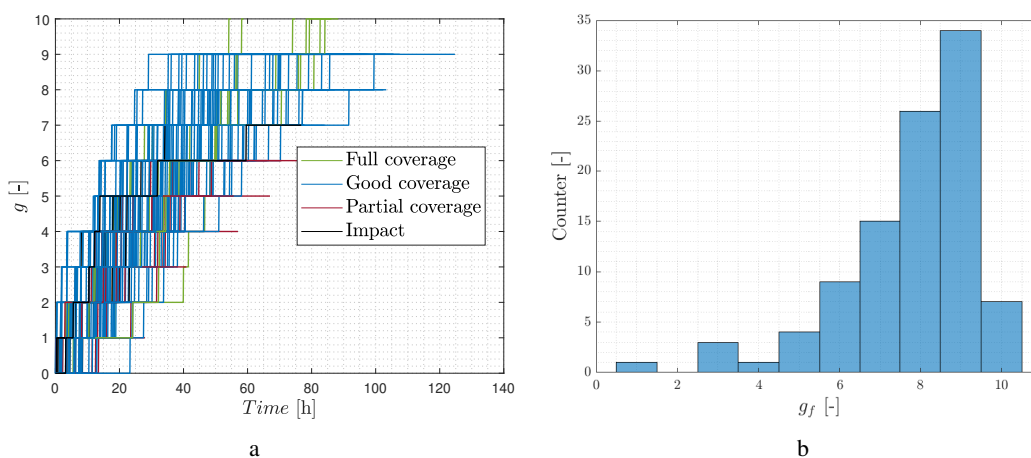 10
9
8
7
6
5
4
3
2
1
0
g [-]
0 20 40 60 80 100 120 140
Time [h]
Full coverage
Good coverage
Partial coverage
Impact
a
35
30
25
20
15
10
5
0
Counter [-]
0 2 4 6 8 10
g_f [-]
b